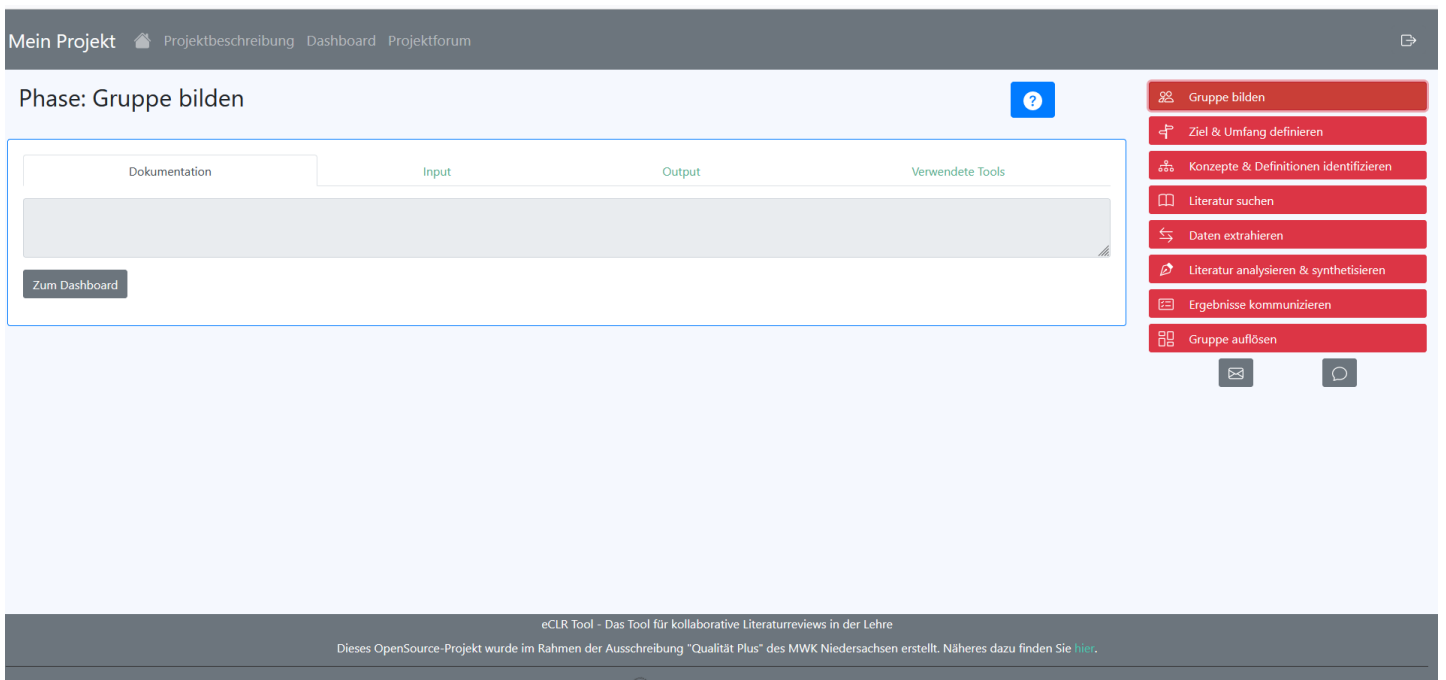 Mein Projekt Projektbeschreibung Dashboard Projektforum
Phase: Gruppe bilden
Dokumentation Input Output Verwendete Tools
Zum Dashboard
Gruppe bilden
Ziel & Umfang definieren
Konzepte & Definitionen identifizieren
Literatur suchen
Daten extrahieren
Literatur analysieren & synthetisieren
Ergebnisse kommunizieren
Gruppe auflösen
eCLR Tool - Das Tool für kollaborative Literaturreviews in der Lehre
Dieses OpenSource-Projekt wurde im Rahmen der Ausschreibung "Qualität Plus" des MWK Niedersachsen erstellt. Näheres dazu finden Sie hier.